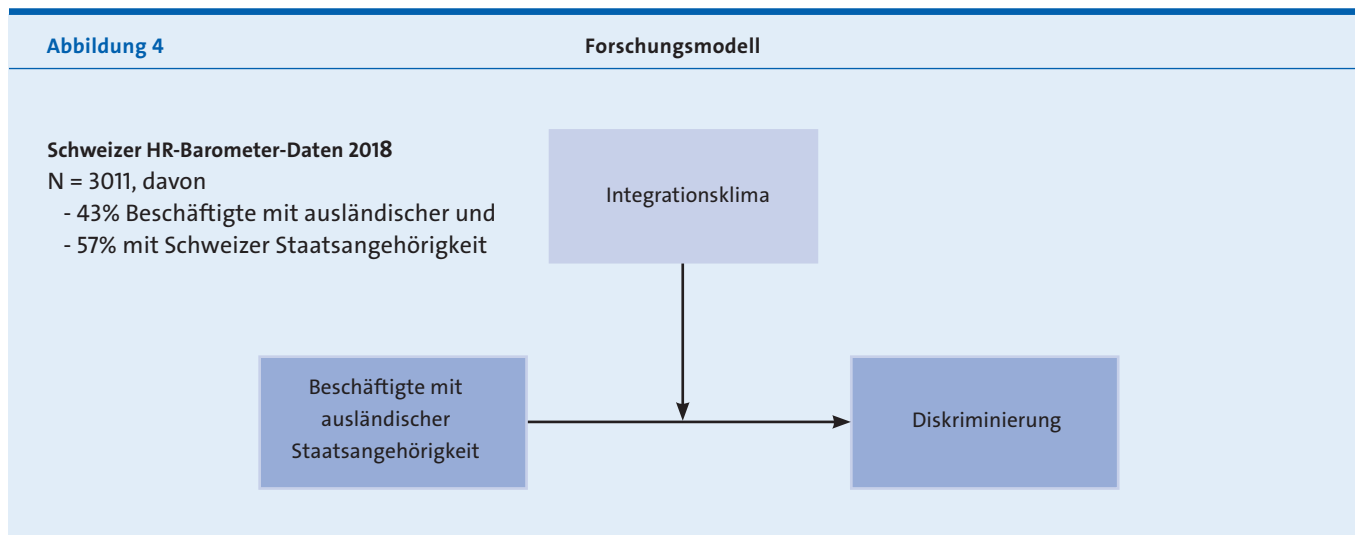 Abbildung 4
Forschungsmodell
Schweizer HR-Barometer-Daten 2018
N = 3011, davon
- 43% Beschäftigte mit ausländischer und
- 57% mit Schweizer Staatsangehörigkeit
Integrationsklima
Beschäftigte mit
ausländischer
Staatsangehörigkeit
Diskriminierung